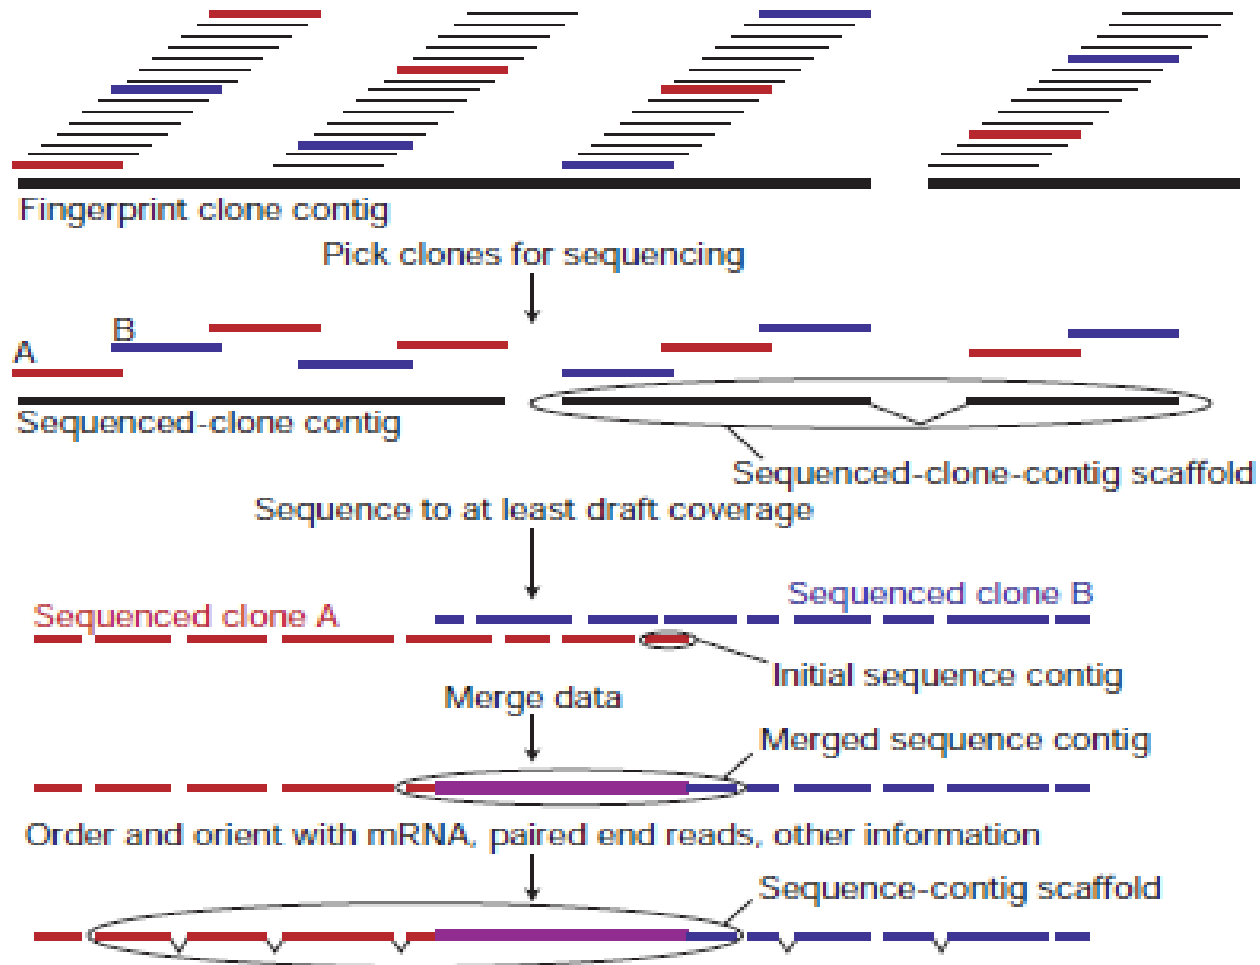 Fingerprint clone contig
Pick clones for sequencing
B
A
Sequenced-clone contig
Sequenced-clone-contig scaffold
Sequence to at least draft coverage
Sequenced clone A
Sequenced clone B
Initial sequence contig
Merge data
Merged sequence contig
Order and orient with mRNA, paired end reads, other information
Sequence-contig scaffold